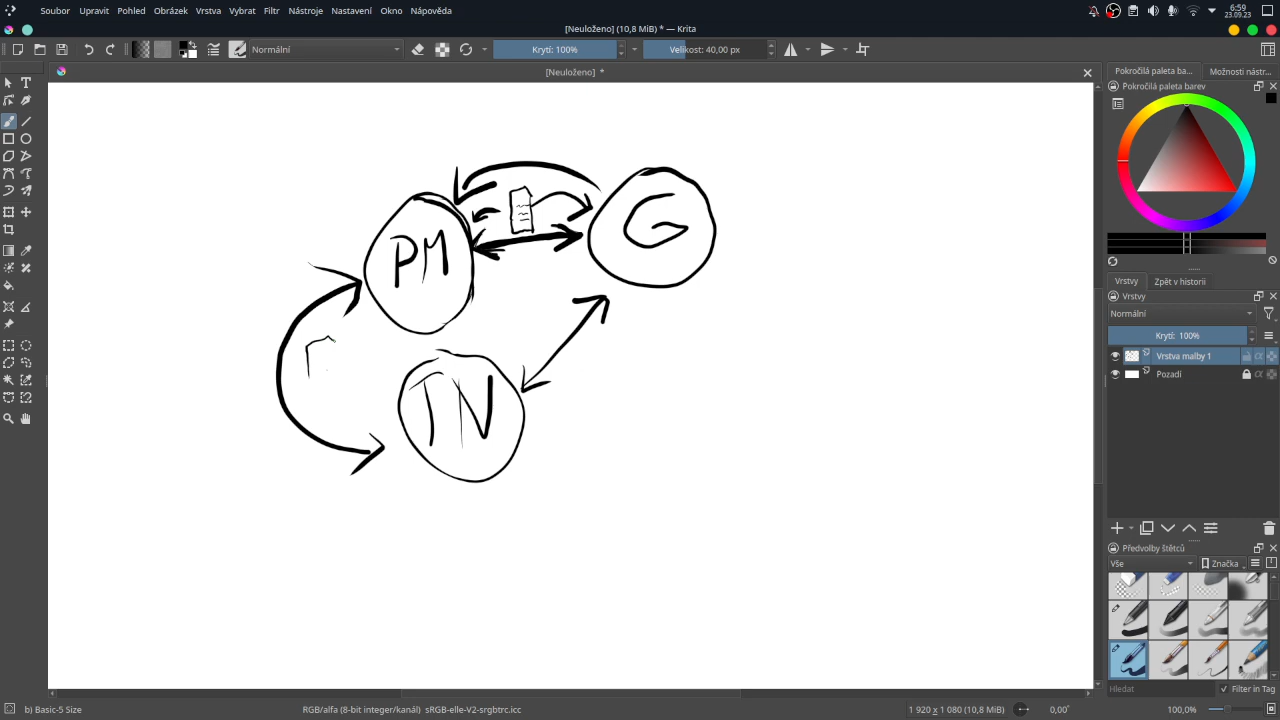 Soubor Upravit Pohled Obrázek Vrstva Vybrat Filtr Nástroje Nastavení Okno Nápověda
6:59
23.09.23
[Neuloženo] (10,8 MiB) * — Krita
Normální
Krytí: 100%
Velikost: 40,00 px
[Neuloženo] *
Pokročilá paleta ba...
Možnosti nástr...
Pokročilá paleta barev
PM
G
TN
Vrstvy
Zpět v historii
Vrstvy
Normální
Krytí: 100%
Vrstva malby 1
Pozadí
Předvolby štětců
Vše
Značka
Hledat
Filter in Tag
b) Basic-5 Size
RGB/alfa (8-bit integer/kanál) sRGB-elle-V2-srgbtrc.icc
1 920 x 1 080 (10,8 MiB)
0,00°
100,0%